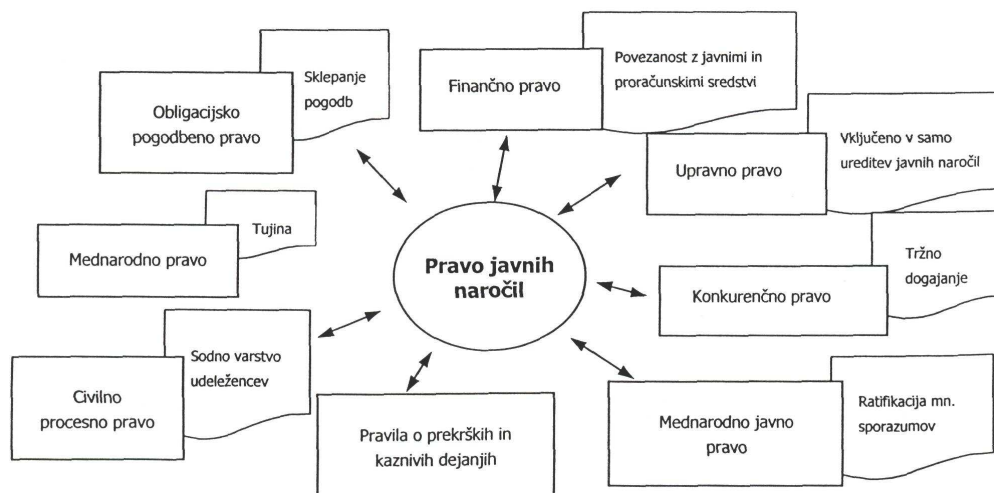 Sklepanje
pogodb
Obligacijsko
pogodbeno pravo
Finančno pravo
Povezanost z javnimi in
proračunskimi sredstvi
Upravno pravo
Vključeno v samo
ureditev javnih naročil
Mednarodno pravo
Tujina
Pravo javnih
naročil
Konkurenčno pravo
Tržno
dogajanje
Civilno
procesno pravo
Sodno varstvo
udeležencev
Pravila o prekrških in
kaznivih dejanjih
Mednarodno javno
pravo
Ratifikacija mn.
sporazumov